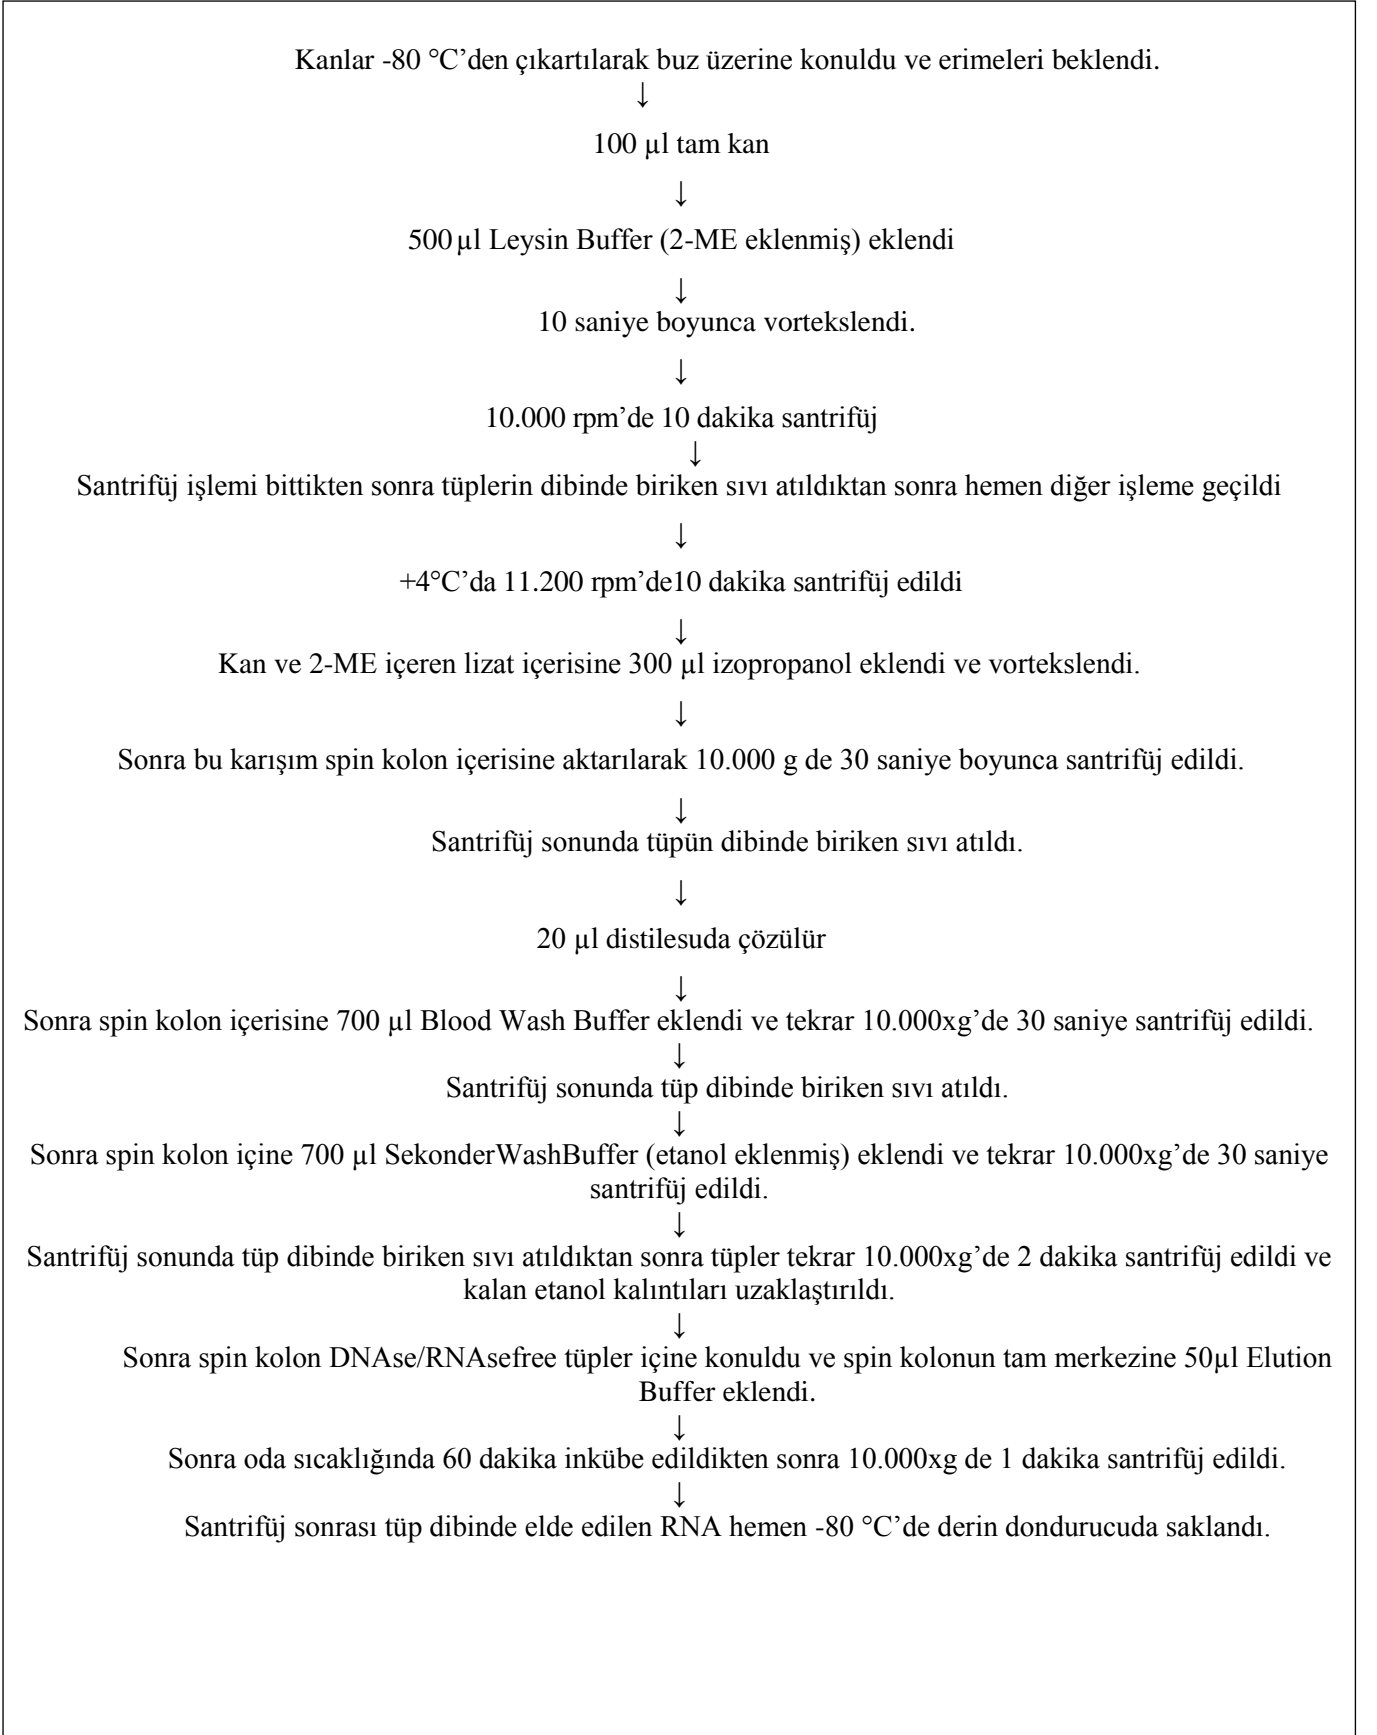 Kanlar -80 °C’den çıkartılarak buz üzerine konuldu ve erimeleri beklendi.
↓
100 µl tam kan
↓
500 µl Leysin Buffer (2-ME eklenmiş) eklendi
↓
10 saniye boyunca vortekslendi.
↓
10.000 rpm’de 10 dakika santrifüj
↓
Santrifüj işlemi bittikten sonra tüplerin dibinde biriken sıvı atıldıktan sonra hemen diğer işleme geçildi
↓
+4°C’da 11.200 rpm’de10 dakika santrifüj edildi
↓
Kan ve 2-ME içeren lizat içerisine 300 µl izopropanol eklendi ve vortekslendi.
↓
Sonra bu karışım spin kolon içerisine aktarılarak 10.000 g de 30 saniye boyunca santrifüj edildi.
↓
Santrifüj sonunda tüpün dibinde biriken sıvı atıldı.
↓
20 µl distilesuda çözülür
↓
Sonra spin kolon içerisine 700 µl Blood Wash Buffer eklendi ve tekrar 10.000xg’de 30 saniye santrifüj edildi.
↓
Santrifüj sonunda tüp dibinde biriken sıvı atıldı.
↓
Sonra spin kolon içine 700 µl SekonderWashBuffer (etanol eklenmiş) eklendi ve tekrar 10.000xg’de 30 saniye
santrifüj edildi.
↓
Santrifüj sonunda tüp dibinde biriken sıvı atıldıktan sonra tüpler tekrar 10.000xg’de 2 dakika santrifüj edildi ve
kalan etanol kalıntıları uzaklaştırıldı.
↓
Sonra spin kolon DNAse/RNAsefree tüpler içine konuldu ve spin kolonun tam merkezine 50µl Elution
Buffer eklendi.
↓
Sonra oda sıcaklığında 60 dakika inkübe edildikten sonra 10.000xg de 1 dakika santrifüj edildi.
↓
Santrifüj sonrası tüp dibinde elde edilen RNA hemen -80 °C’de derin dondurucuda saklandı.